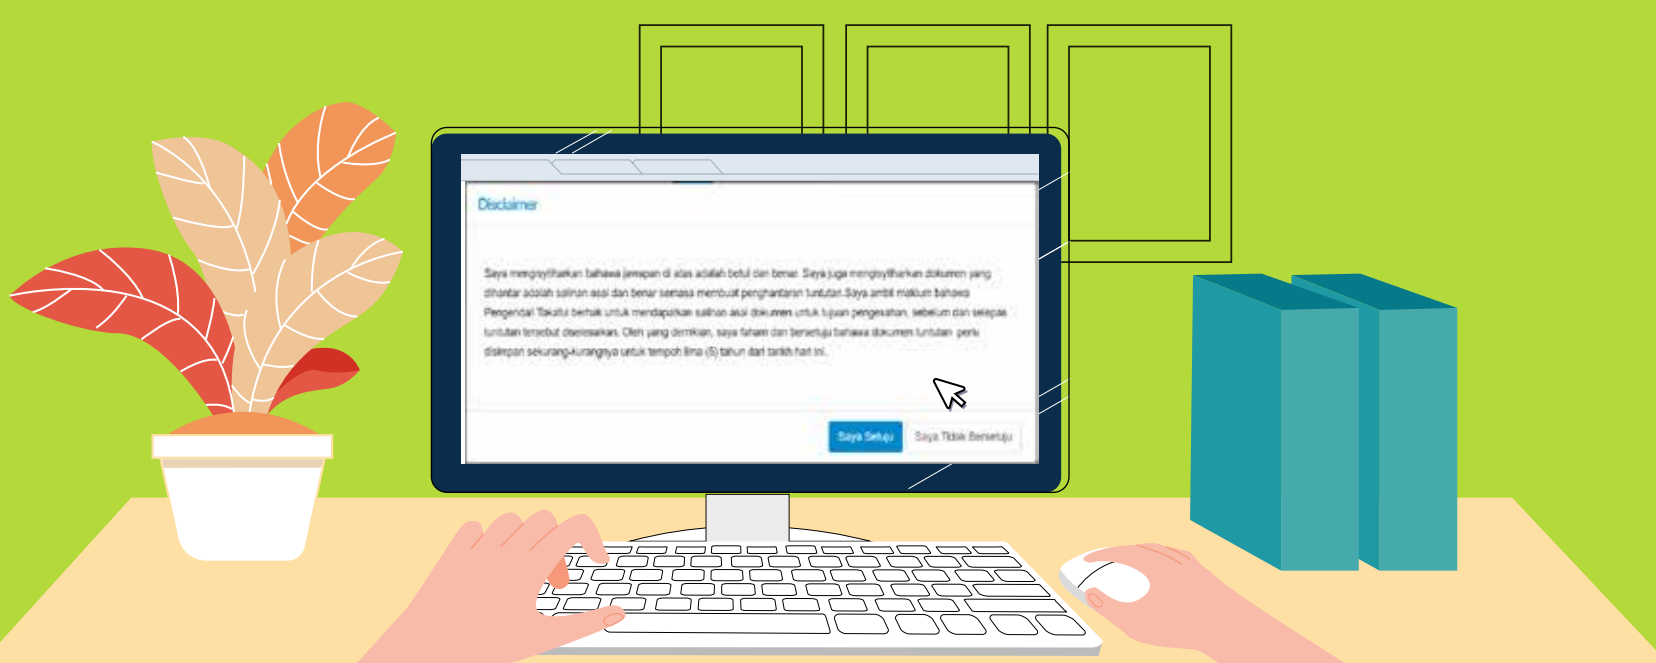 Disclaimer
Saya mengisytiharkan bahawa jawapan di atas adalah betul dan benar. Saya juga mengisytiharkan dokumen yang
dihantar adalah salinan asal dan benar semasa membuat penghantaran tuntutan.Saya ambil maklum bahawa
Pengendali Takaful berhak untuk mendapatkan salinan asal dokumen untuk tujuan pengesahan, sebelum dan selepas
tuntutan tersebut diselesaikan. Oleh yang demikian, saya faham dan bersetuju bahawa dokumen tuntutan perlu
disimpan sekurang-kurangnya untuk tempoh lima (5) tahun dari tarikh hari ini.
Saya Setuju
Saya Tidak Bersetuju